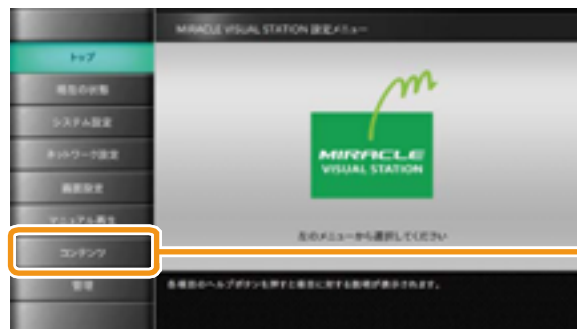 MIRACLE VISUAL STATION 設定メニュー
トップ
現在の状態
システム設定
ネットワーク設定
画面設定
マニュアル再生
コンテンツ
管理
MIRACLE
VISUAL STATION
左のメニューから選択してください
各項目のヘルプボタンを押すと項目に対する説明が表示されます。